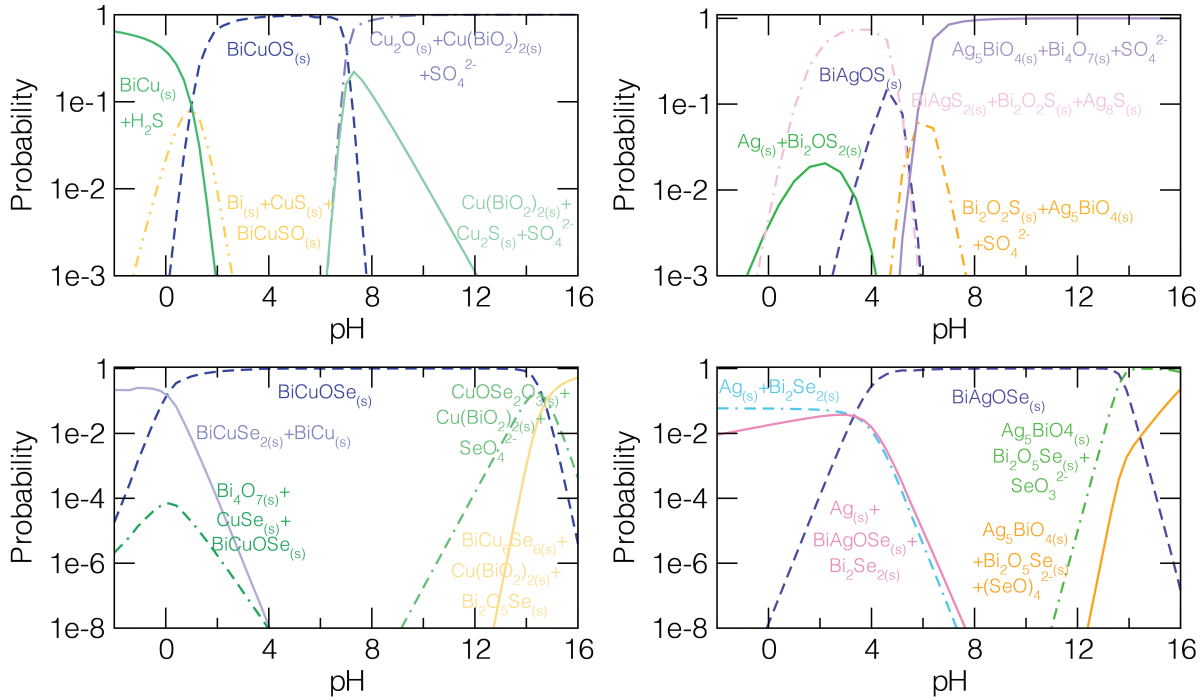 Probability
1
1e-1
1e-2
1e-3
0
4
8
12
16
pH
BiCu(s)
+H2S
BiCuOS(s)
Cu2O(s)+Cu(BiO2)2(s)
+SO4^2-
Bi(s)+CuS(s)+
BiCuSO(s)
Cu(BiO2)2(s)+
Cu2S(s)+SO4^2-
Probability
1
1e-1
1e-2
1e-3
0
4
8
12
16
pH
Ag5BiO4(s)+Bi4O7(s)+SO4^2-
BiAgOS(s)
BiAgS2(s)+Bi2O2S(s)+Ag8S(s)
Ag(s)+Bi2OS2(s)
Bi2O2S(s)+Ag5BiO4(s)
+SO4^2-
Probability
1
1e-2
1e-4
1e-6
1e-8
0
4
8
12
16
pH
BiCuOSe(s)
CuOSe2O3(s)+
Cu(BiO2)2(s)+
SeO4^2-
BiCuSe2(s)+BiCu(s)
Bi4O7(s)+
CuSe(s)+
BiCuOSe(s)
BiCu6Se6(s)+
Cu(BiO2)2(s)+
Bi2O5Se(s)
Probability
1
1e-2
1e-4
1e-6
1e-8
0
4
8
12
16
pH
Ag(s)+Bi2Se2(s)
BiAgOSe(s)
Ag5BiO4(s)
Bi2O5Se(s)+
SeO3^2-
Ag(s)+
BiAgOSe(s)+
Bi2Se2(s)
Ag5BiO4(s)
+Bi2O5Se(s)
+(SeO)4^2-